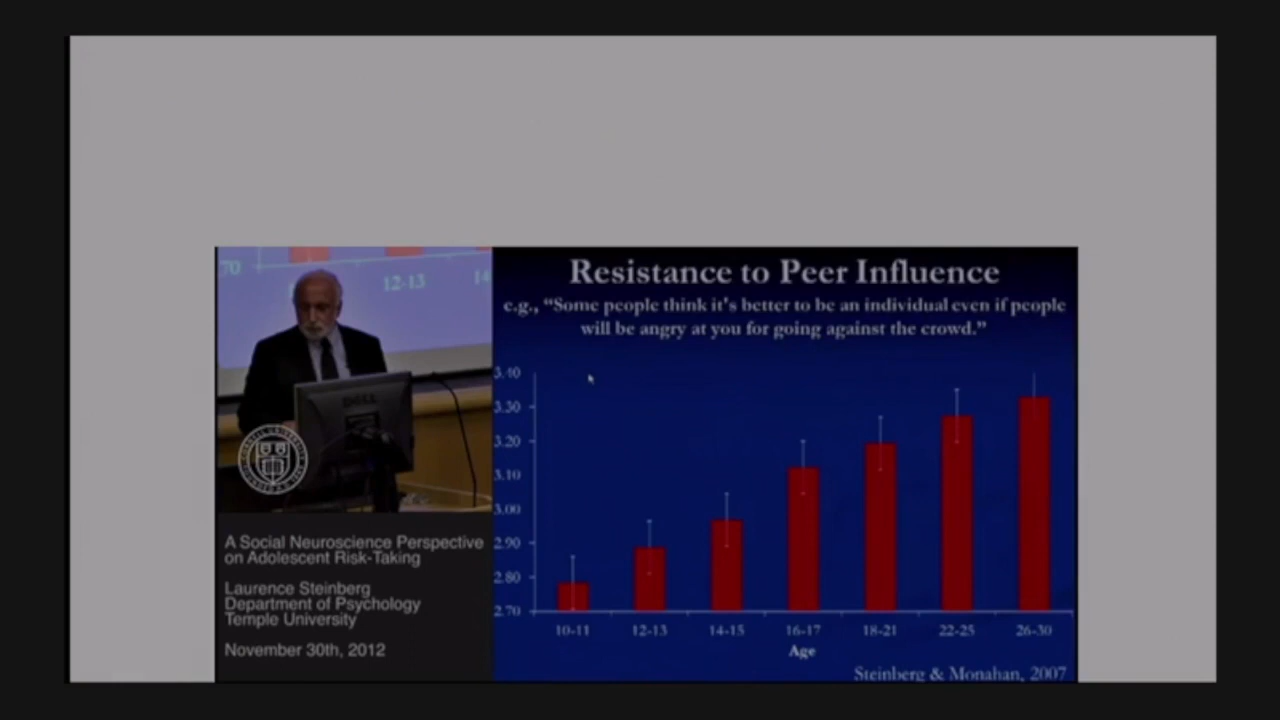 70
12-13
14
DELL
A Social Neuroscience Perspective
on Adolescent Risk-Taking
Laurence Steinberg
Department of Psychology
Temple University
November 30th, 2012
Resistance to Peer Influence
e.g., “Some people think it's better to be an individual even if people
will be angry at you for going against the crowd.”
3.40
3.30
3.20
3.10
3.00
2.90
2.80
2.70
10-11 12-13 14-15 16-17 18-21 22-25 26-30
Age
Steinberg & Monahan, 2007